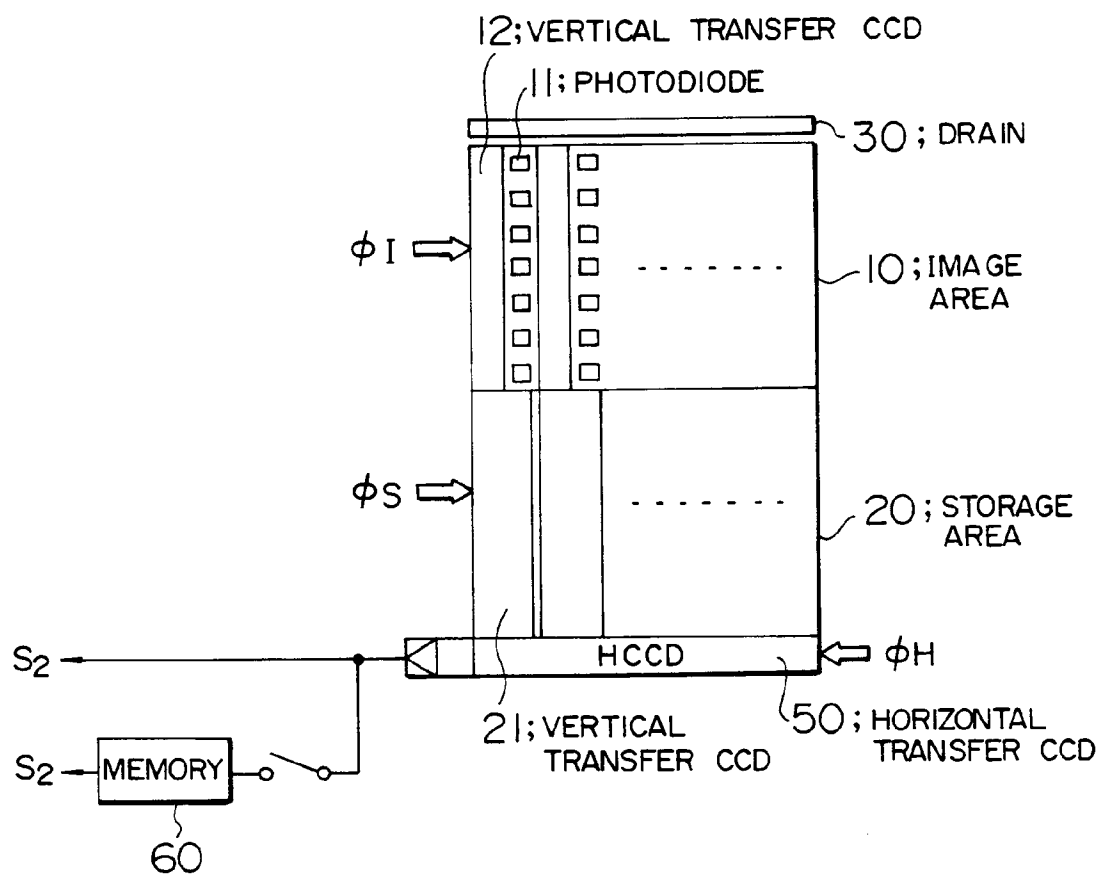 12; VERTICAL TRANSFER CCD
11; PHOTODIODE
30; DRAIN
φI
10; IMAGE
AREA
φS
20; STORAGE
AREA
S2
HCCD
φH
21; VERTICAL
TRANSFER CCD
50; HORIZONTAL
TRANSFER CCD
S2
MEMORY
60